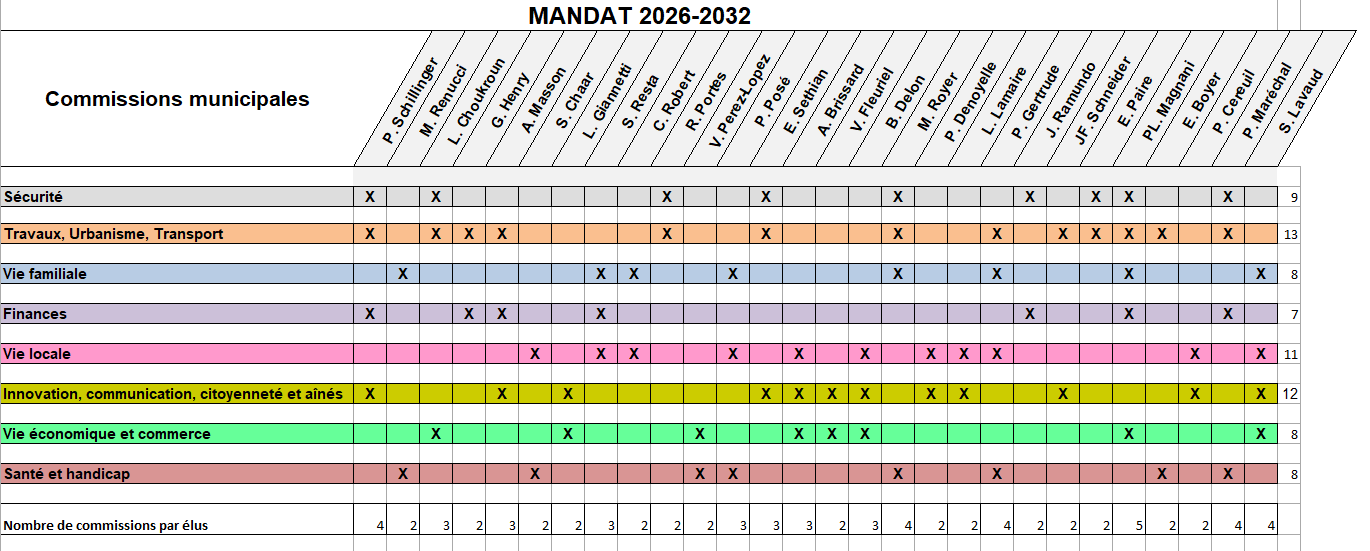 MANDAT 2026-2032
Commissions municipales
P. Schillinger
M. Renucci
L. Choukroun
G. Henry
A. Masson
S. Chaar
L. Giannetti
S. Resta
C. Robert
R. Portes
V. Perez-Lopez
P. Posé
E. Sethian
A. Brissard
V. Fleuriel
B. Delon
M. Royer
P. Denoyelle
L. Lamaire
P. Gertrude
J. Ramundo
JF. Schneider
E. Paire
PL. Magnani
E. Boyer
P. Cereuil
P. Maréchal
S. Lavaud
Sécurité X X X X X X X X X 9
Travaux, Urbanisme, Transport X X X X X X X X X X X X X 13
Vie familiale X X X X X X X X 8
Finances X X X X X X X 7
Vie locale X X X X X X X X X X X 11
Innovation, communication, citoyenneté et aînés X X X X X X X X X X X X 12
Vie économique et commerce X X X X X X X X 8
Santé et handicap X X X X X X X X 8
Nombre de commissions par élus 4 2 3 2 3 2 2 3 2 2 2 3 3 3 2 3 4 2 2 4 2 2 2 5 2 2 4 4